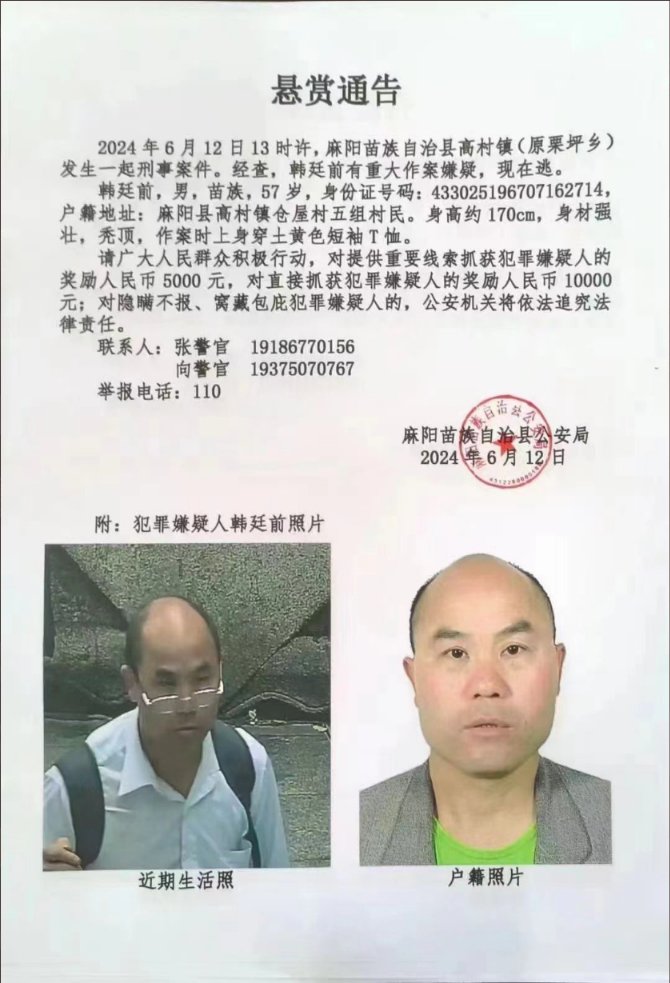 悬赏通告
2024 年 6 月 12 日 13 时许，麻阳苗族自治县高村镇（原栗坪乡）
发生一起刑事案件。经查，韩廷前有重大作案嫌疑，现在逃。
韩廷前，男，苗族，57 岁，身份证号码：433025196707162714，
户籍地址：麻阳县高村镇仓屋村五组村民。身高约 170cm，身材强
壮，秃顶，作案时上身穿土黄色短袖 T 恤。
请广大人民群众积极行动，对提供重要线索抓获犯罪嫌疑人的
奖励人民币 5000 元，对直接抓获犯罪嫌疑人的奖励人民币 10000
元；对隐瞒不报、窝藏包庇犯罪嫌疑人的，公安机关将依法追究法
律责任。
联系人：张警官 19186770156
向警官 19375070767
举报电话：110
麻阳苗族自治县公安局
2024 年 6 月 12 日
附：犯罪嫌疑人韩廷前照片
近期生活照
户籍照片